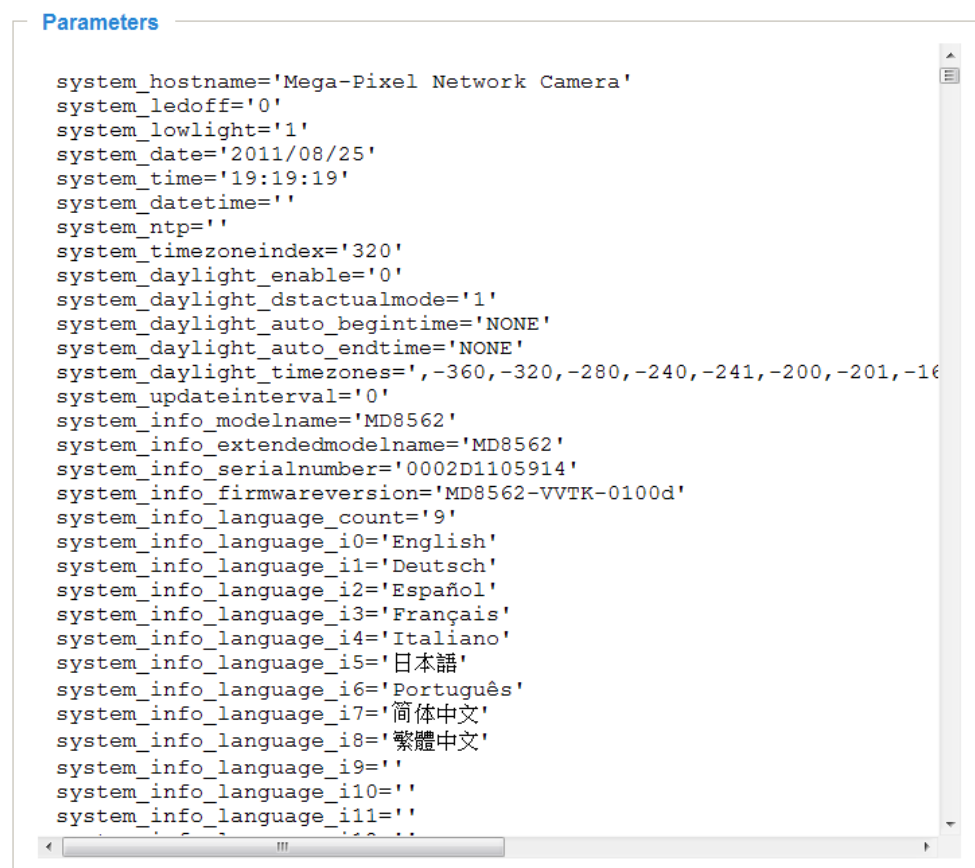 Parameters
system_hostname='Mega-Pixel Network Camera'
system_ledoff='0'
system_lowlight='1'
system_date='2011/08/25'
system_time='19:19:19'
system_datetime=''
system_ntp=''
system_timezoneindex='320'
system_daylight_enable='0'
system_daylight_dstactualmode='1'
system_daylight_auto_begintime='NONE'
system_daylight_auto_endtime='NONE'
system_daylight_timezones=',-360,-320,-280,-240,-241,-200,-201,-16
system_updateinterval='0'
system_info_modelname='MD8562'
system_info_extendedmodelname='MD8562'
system_info_serialnumber='0002D1105914'
system_info_firmwareversion='MD8562-VVTK-0100d'
system_info_language_count='9'
system_info_language_i0='English'
system_info_language_i1='Deutsch'
system_info_language_i2='Español'
system_info_language_i3='Français'
system_info_language_i4='Italiano'
system_info_language_i5='日本語'
system_info_language_i6='Português'
system_info_language_i7='简体中文'
system_info_language_i8='繁體中文'
system_info_language_i9=''
system_info_language_i10=''
system_info_language_i11=''